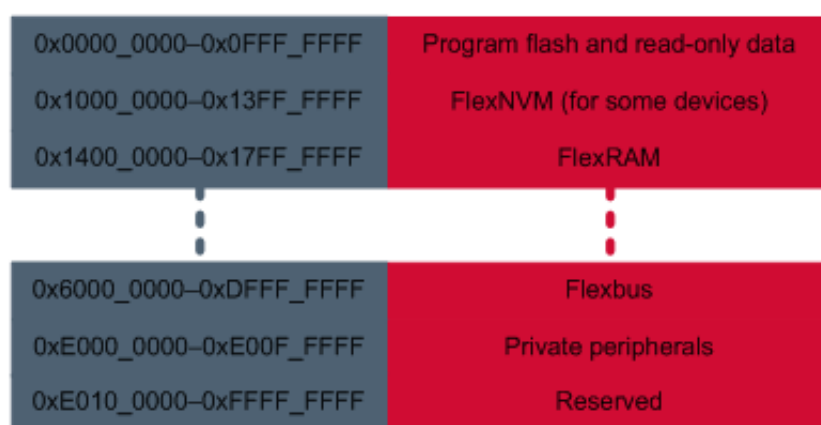 0x0000_0000–0x0FFF_FFFF Program flash and read-only data
0x1000_0000–0x13FF_FFFF FlexNVM (for some devices)
0x1400_0000–0x17FF_FFFF FlexRAM
0x6000_0000–0xDFFF_FFFF Flexbus
0xE000_0000–0xE00F_FFFF Private peripherals
0xE010_0000–0xFFFF_FFFF Reserved